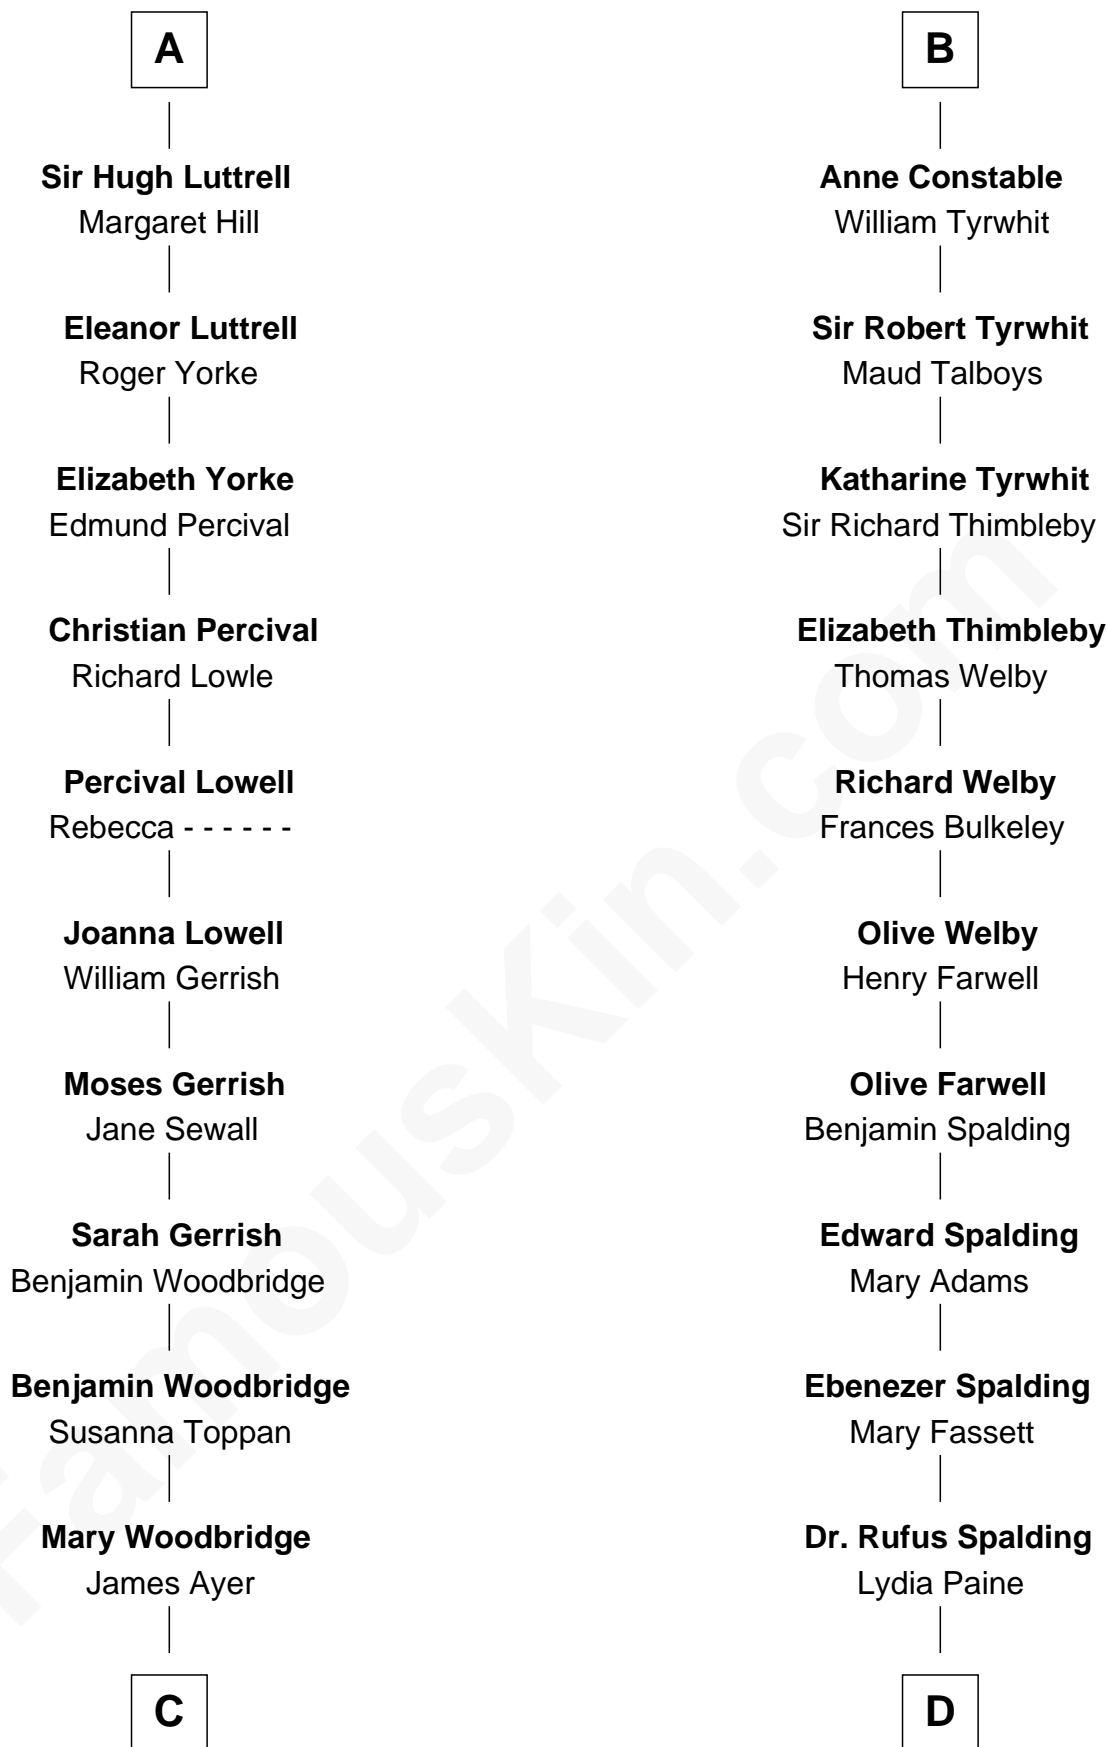 A
Sir Hugh Luttrell
Margaret Hill
Eleanor Luttrell
Roger Yorke
Elizabeth Yorke
Edmund Percival
Christian Percival
Richard Lowle
Percival Lowell
Rebecca - - - - - -
Joanna Lowell
William Gerrish
Moses Gerrish
Jane Sewall
Sarah Gerrish
Benjamin Woodbridge
Benjamin Woodbridge
Susanna Toppan
Mary Woodbridge
James Ayer
C
B
Anne Constable
William Tyrwhit
Sir Robert Tyrwhit
Maud Talboys
Katharine Tyrwhit
Sir Richard Thimbleby
Elizabeth Thimbleby
Thomas Welby
Richard Welby
Frances Bulkeley
Olive Welby
Henry Farwell
Olive Farwell
Benjamin Spalding
Edward Spalding
Mary Adams
Ebenezer Spalding
Mary Fassett
Dr. Rufus Spalding
Lydia Paine
D
FamousKin.com